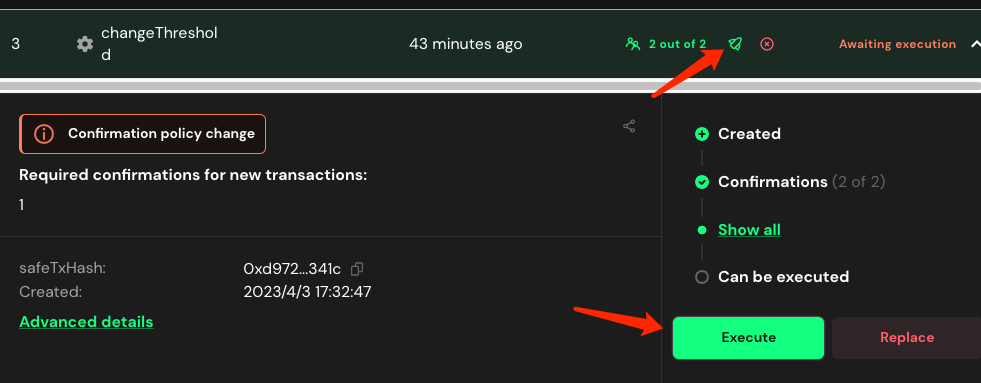 3 changeThreshol 43 minutes ago 2 out of 2 Awaiting execution
d
Confirmation policy change
Required confirmations for new transactions:
1
safeTxHash: 0xd972...341c
Created: 2023/4/3 17:32:47
Advanced details
Created
Confirmations (2 of 2)
Show all
Can be executed
Execute Replace